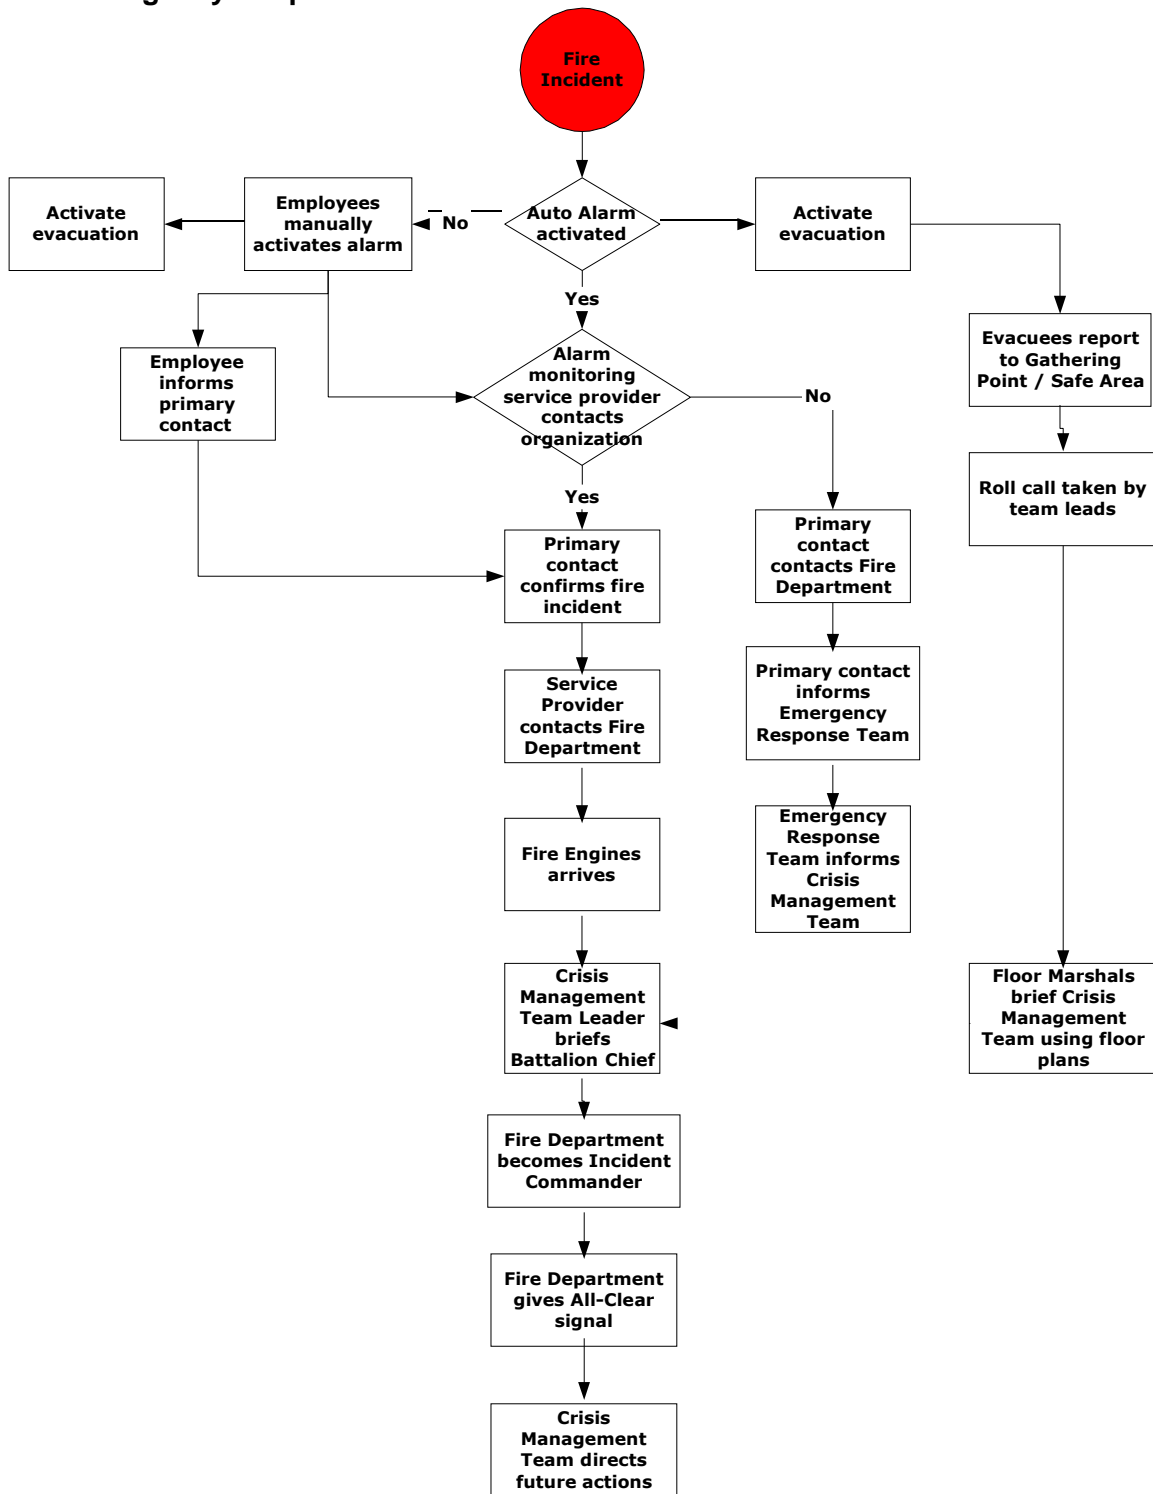 Fire
Incident
Activate
evacuation
Employees
manually
activates alarm
No
Auto Alarm
activated
Activate
evacuation
Yes
Evacuees report
to Gathering
Point / Safe Area
Employee
informs
primary
contact
Alarm
monitoring
service provider
contacts
organization
No
Roll call taken by
team leads
Yes
Primary
contact
confirms fire
incident
Primary
contact
contacts Fire
Department
Service
Provider
contacts Fire
Department
Primary contact
informs
Emergency
Response Team
Fire Engines
arrives
Emergency
Response
Team informs
Crisis
Management
Team
Crisis
Management
Team Leader
briefs
Battalion Chief
Floor Marshals
brief Crisis
Management
Team using floor
plans
Fire Department
becomes Incident
Commander
Fire Department
gives All-Clear
signal
Crisis
Management
Team directs
future actions